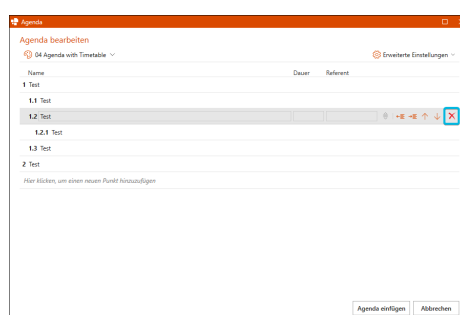 Agenda
Agenda bearbeiten
04 Agenda with Timetable
Erweiterte Einstellungen
Name Dauer Referent
1 Test
1.1 Test
1.2 Test
1.2.1 Test
1.3 Test
2 Test
Hier klicken, um einen neuen Punkt hinzuzufügen
Agenda einfügen Abbrechen